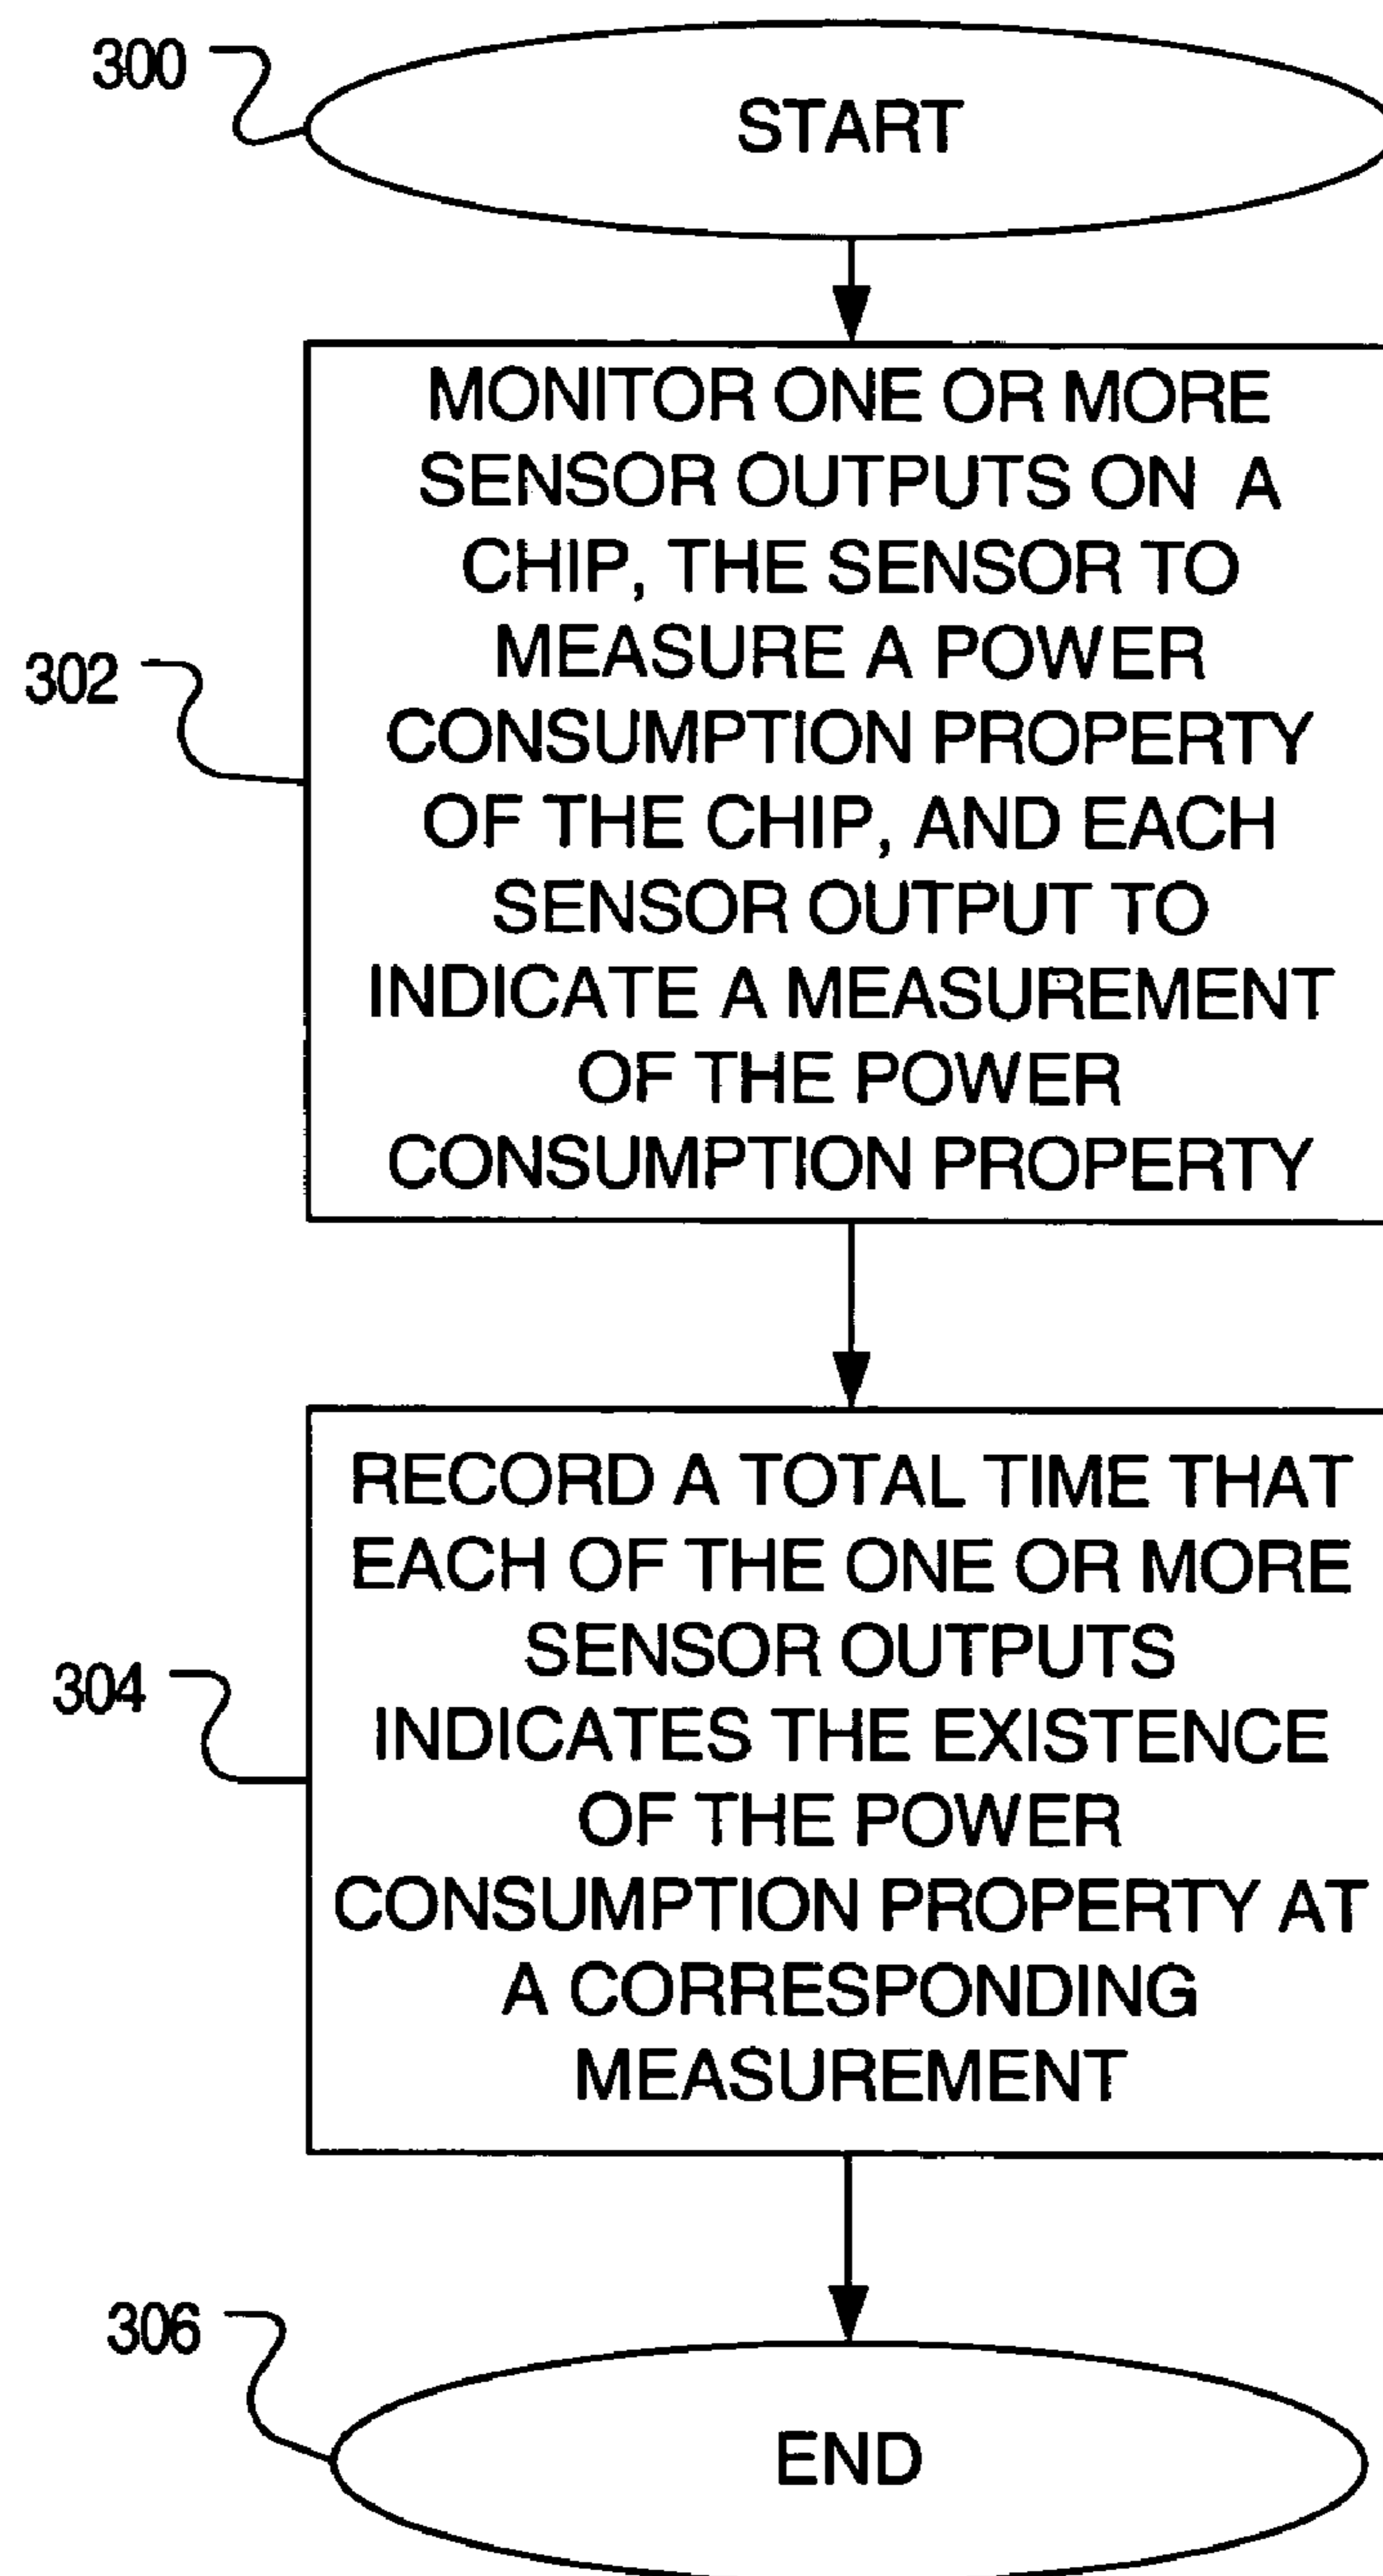 300
START
302
MONITOR ONE OR MORE
SENSOR OUTPUTS ON A
CHIP, THE SENSOR TO
MEASURE A POWER
CONSUMPTION PROPERTY
OF THE CHIP, AND EACH
SENSOR OUTPUT TO
INDICATE A MEASUREMENT
OF THE POWER
CONSUMPTION PROPERTY
304
RECORD A TOTAL TIME THAT
EACH OF THE ONE OR MORE
SENSOR OUTPUTS
INDICATES THE EXISTENCE
OF THE POWER
CONSUMPTION PROPERTY AT
A CORRESPONDING
MEASUREMENT
306
END